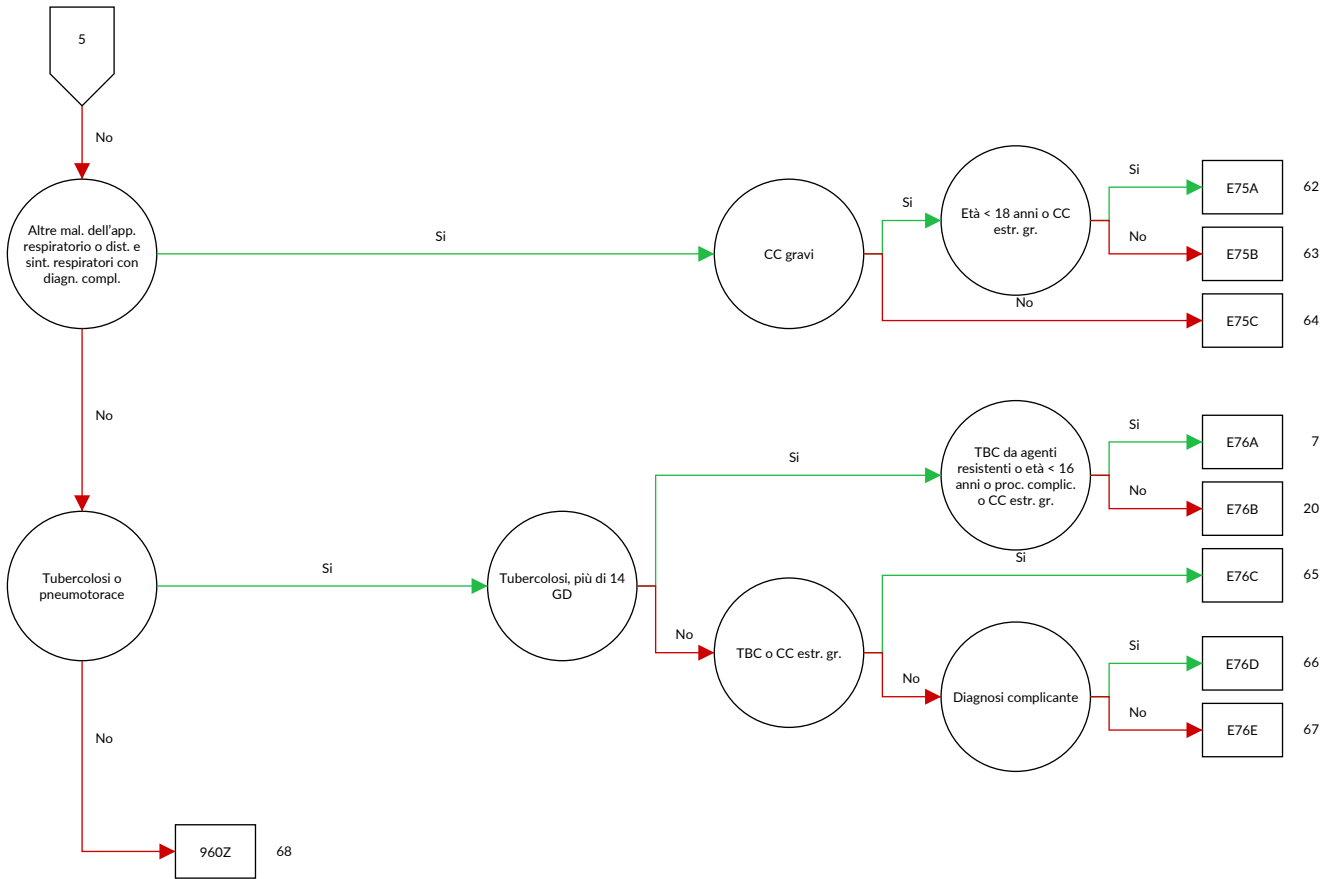 5
No
Altre mal. dell'app.
respiratorio o dist. e
sint. respiratori con
diagn. compl.
Si
CC gravi
Si
Età < 18 anni o CC
estr. gr.
Si
E75A
62
No
E75B
63
No
E75C
64
No
Tubercolosi o
pneumotorace
Si
Tubercolosi, più di 14
GD
Si
TBC da agenti
resistenti o età < 16
anni o proc. complic.
o CC estr. gr.
Si
E76A
7
No
E76B
20
No
TBC o CC estr. gr.
Si
E76C
65
No
Diagnosi complicante
Si
E76D
66
No
E76E
67
No
960Z
68